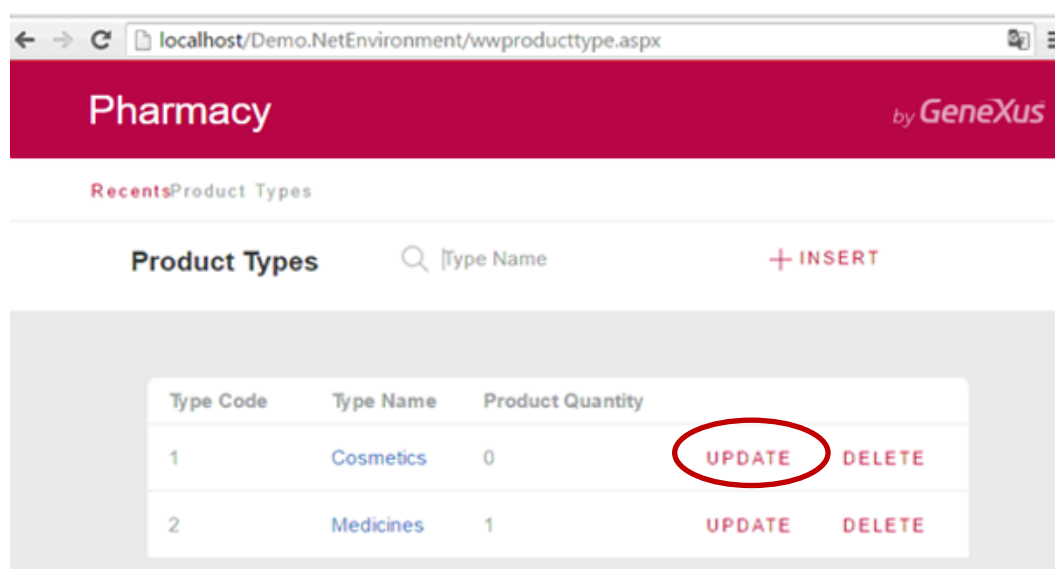 localhost/Demo.NetEnvironment/wwproducttype.aspx
Pharmacy by GeneXus
RecentsProduct Types
Product Types Type Name INSERT
Type Code Type Name Product Quantity
1 Cosmetics 0 UPDATE DELETE
2 Medicines 1 UPDATE DELETE